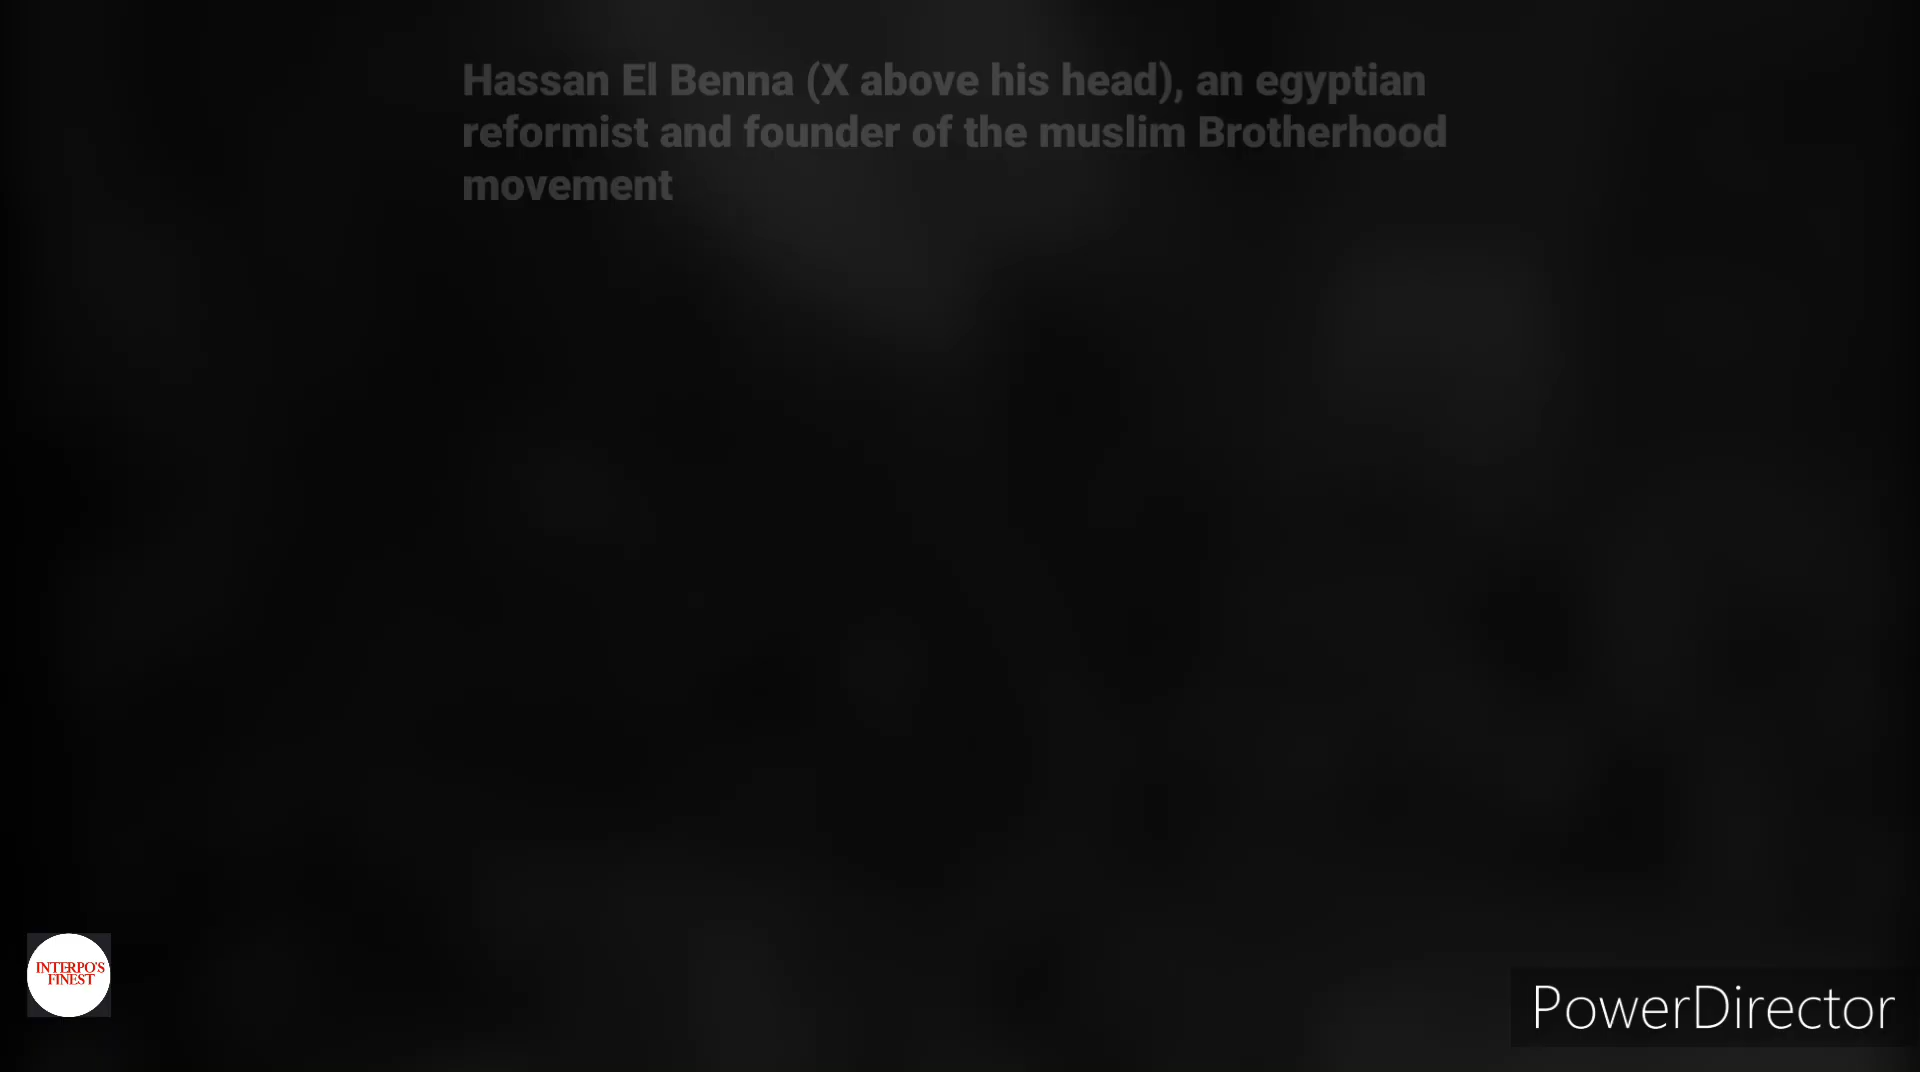 Hassan El Benna (X above his head), an egyptian
reformist and founder of the muslim Brotherhood
movement
INTERPO'S
FINEST
PowerDirector